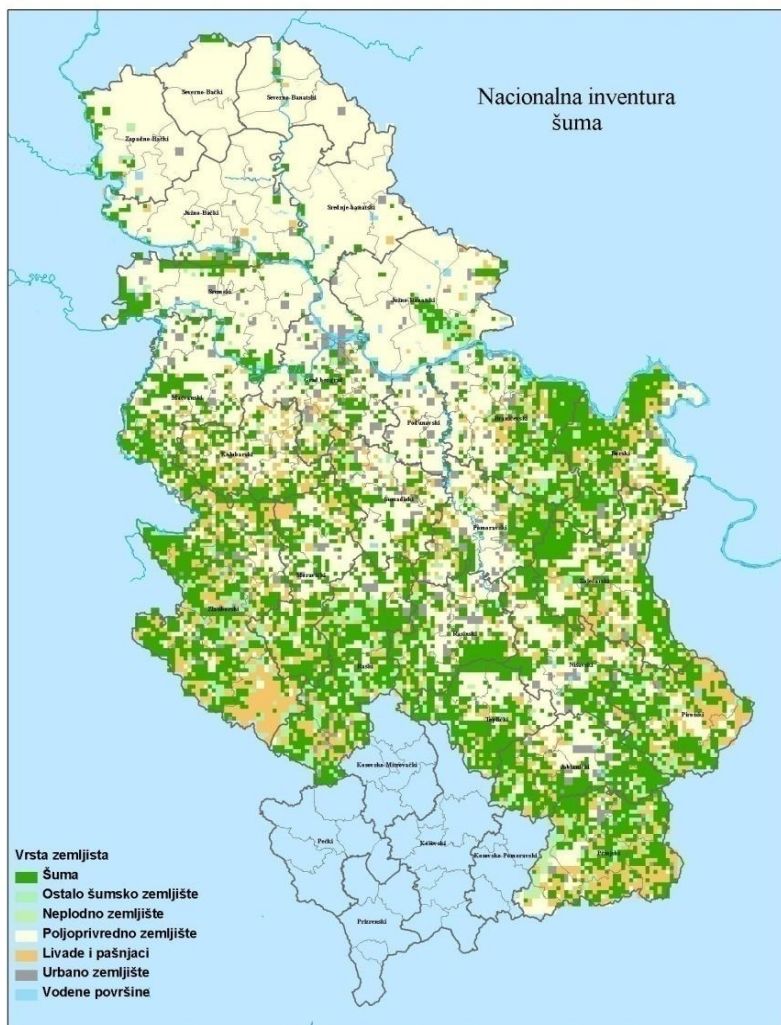 Nacionalna inventura
šuma
Severno-Bački
Severno-Banatski
Zapadno-Bački
Južno-Bački
Srednje-banatski
Južno-Banatski
Sremski
Grad Beograd
Mačvanski
Podunavski
Braničevski
Borski
Kolubarski
Šumadijski
Pomoravski
Zaječarski
Moravički
Zlatiborski
Rasinski
Raški
Nišavski
Pirotski
Toplički
Jablanički
Pčinjski
Kosovsko-Mitrovački
Pećki
Kosovski
Kosovsko-Pomoravski
Prizrenski
Vrsta zemljista
Šuma
Ostalo šumsko zemljište
Neplodno zemljište
Poljoprivredno zemljište
Livade i pašnjaci
Urbano zemljište
Vodene površine